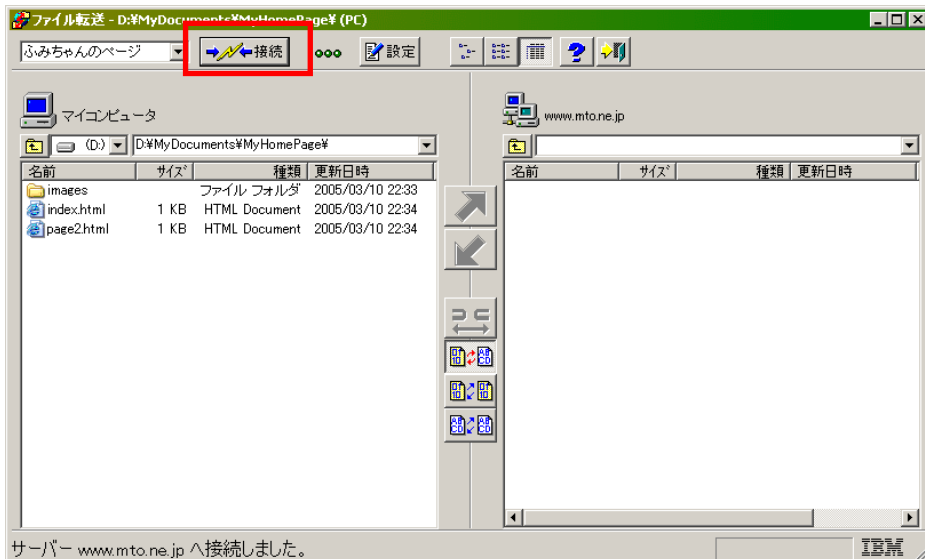 ファイル転送 - D:¥MyDocuments¥MyHomePage¥ (PC)
ふみちゃんのページ 接続 設定
マイコンピュータ
www.mto.ne.jp
(D:) D:¥MyDocuments¥MyHomePage¥
名前 サイズ 種類 更新日時
images ファイル フォルダ 2005/03/10 22:33
index.html 1 KB HTML Document 2005/03/10 22:34
page2.html 1 KB HTML Document 2005/03/10 22:34
名前 サイズ 種類 更新日時
サーバー www.mto.ne.jp へ接続しました。
IBM